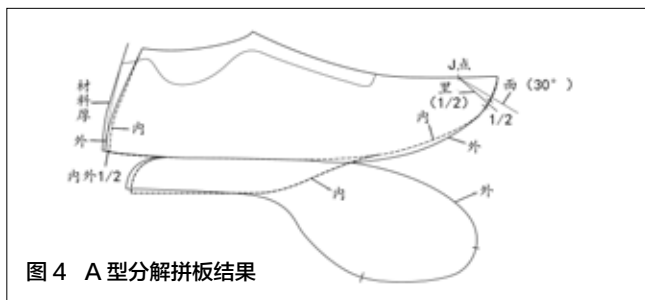 J点
里
(1/2)
面（30°）
1/2
材料厚
内
外
内外1/2
内
外
内
外
图4 A型分解拼板结果